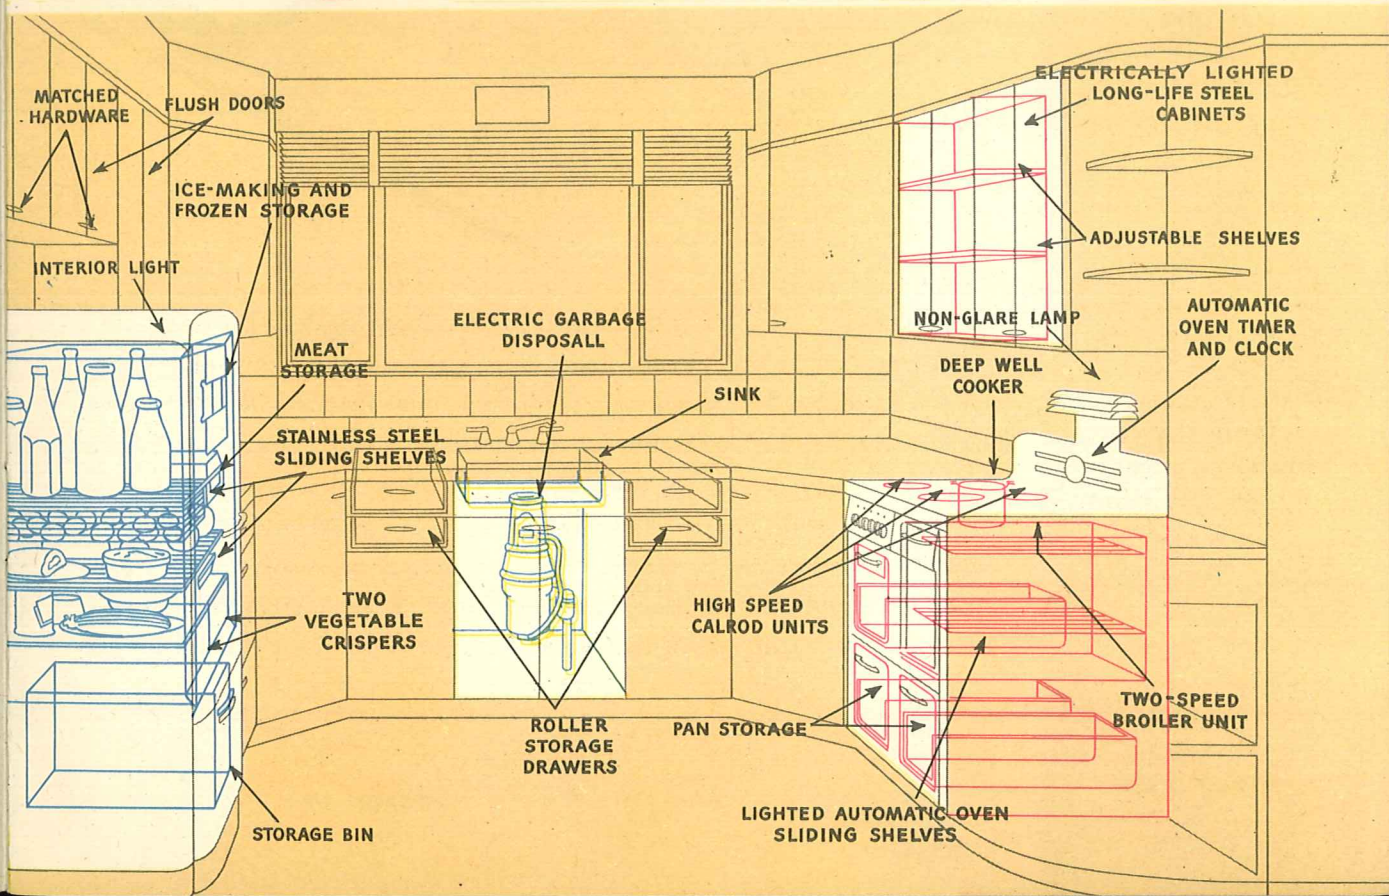 MATCHED
HARDWARE
FLUSH DOORS
ICE-MAKING AND
FROZEN STORAGE
INTERIOR LIGHT
MEAT
STORAGE
STAINLESS STEEL
SLIDING SHELVES
TWO
VEGETABLE
CRISPERS
STORAGE BIN
ELECTRIC GARBAGE
DISPOSALL
SINK
ROLLER
STORAGE
DRAWERS
ELECTRICALLY LIGHTED
LONG-LIFE STEEL
CABINETS
ADJUSTABLE SHELVES
NON-GLARE LAMP
AUTOMATIC
OVEN TIMER
AND CLOCK
DEEP WELL
COOKER
HIGH SPEED
CALROD UNITS
PAN STORAGE
TWO-SPEED
BROILER UNIT
LIGHTED AUTOMATIC OVEN
SLIDING SHELVES